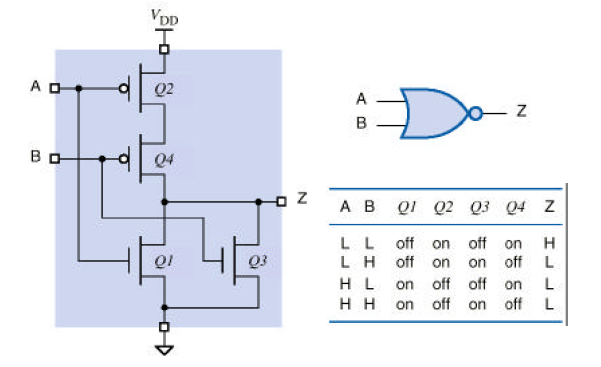 VDD
A
Q2
B
Q4
Z
Q1
Q3
A
B
Z
A B Q1 Q2 Q3 Q4 Z
L L off on off on H
L H off on on off L
H L on off off on L
H H on off on off L